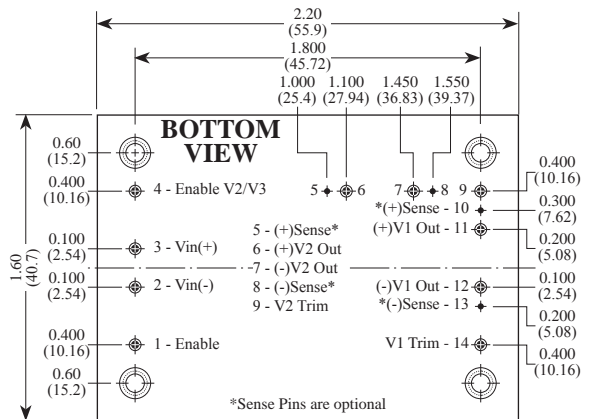 2.20
(55.9)
1.800
(45.72)
1.000
(25.4)
1.100
(27.94)
1.450
(36.83)
1.550
(39.37)
BOTTOM
VIEW
0.60
(15.2)
0.400
(10.16)
4 - Enable V2/V3
5
6
7
8
9
0.400
(10.16)
*(+)Sense - 10
0.300
(7.62)
(+)V1 Out - 11
0.200
(5.08)
5 - (+)Sense*
6 - (+)V2 Out
7 - (-)V2 Out
8 - (-)Sense*
9 - V2 Trim
0.100
(2.54)
3 - Vin(+)
1.60
(40.7)
0.100
(2.54)
2 - Vin(-)
(-)V1 Out - 12
0.100
(2.54)
*(-)Sense - 13
0.200
(5.08)
0.400
(10.16)
1 - Enable
V1 Trim - 14
0.400
(10.16)
0.60
(15.2)
*Sense Pins are optional